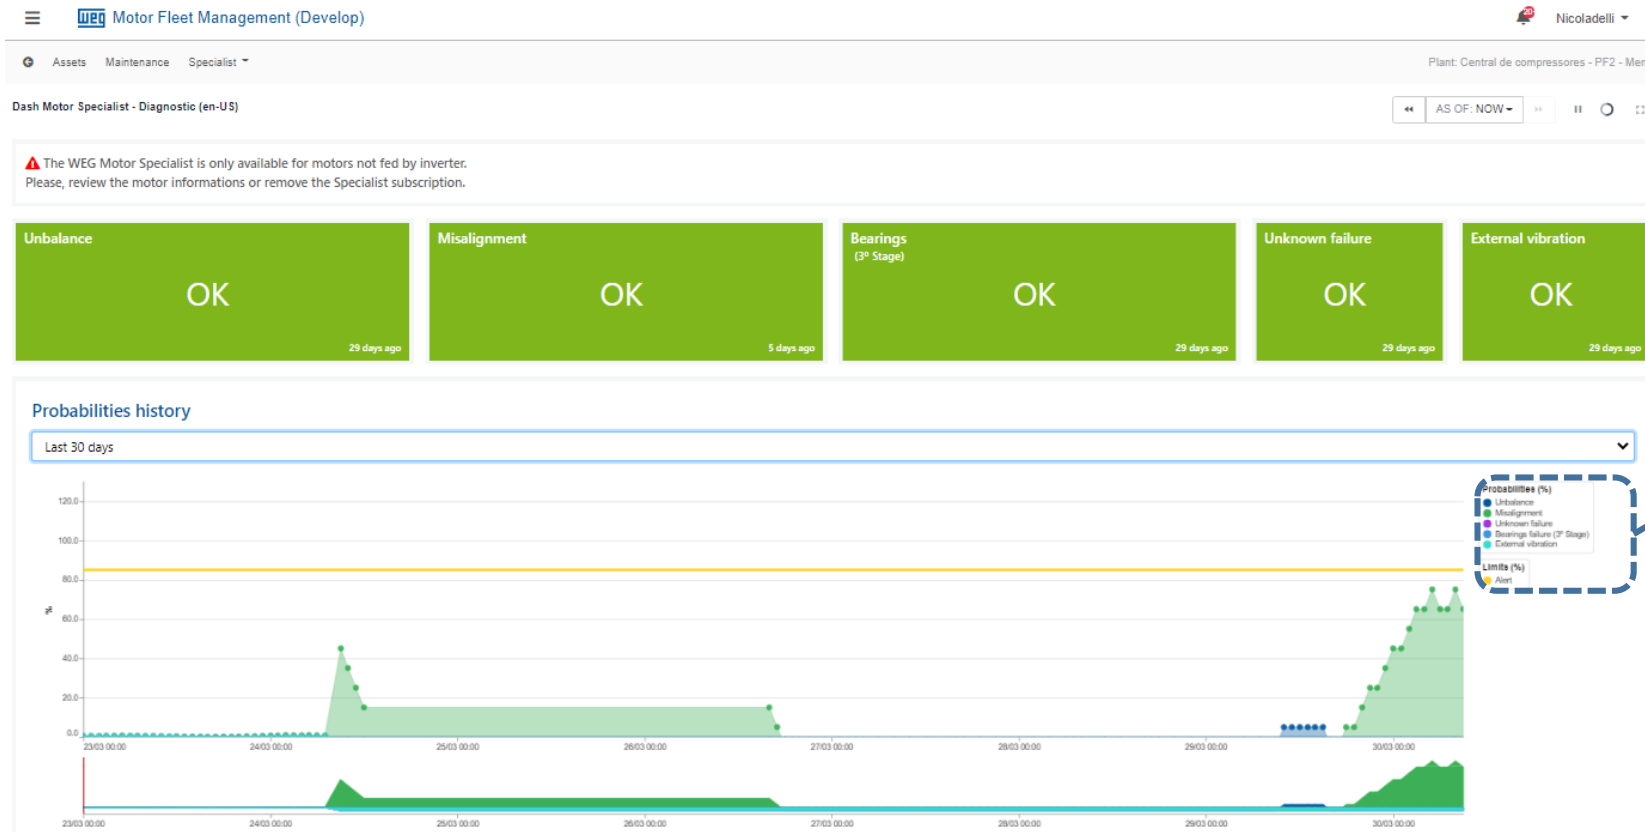 weg Motor Fleet Management (Develop)
20+
Nicoladelli
Assets Maintenance Specialist
Plant: Central de compressores - PF2 - Mer
Dash Motor Specialist - Diagnostic (en-US)
AS OF: NOW
The WEG Motor Specialist is only available for motors not fed by inverter.
Please, review the motor informations or remove the Specialist subscription.
Unbalance
OK
29 days ago
Misalignment
OK
5 days ago
Bearings
(3º Stage)
OK
29 days ago
Unknown failure
OK
29 days ago
External vibration
OK
29 days ago
Probabilities history
Last 30 days
120.0
100.0
80.0
60.0
40.0
20.0
0.0
%
23/03 00:00 24/03 00:00 25/03 00:00 26/03 00:00 27/03 00:00 28/03 00:00 29/03 00:00 30/03 00:00
Probabilities (%)
Unbalance
Misalignment
Unknown failure
Bearings failure (3º Stage)
External vibration
Limits (%)
Alert
23/03 00:00 24/03 00:00 25/03 00:00 26/03 00:00 27/03 00:00 28/03 00:00 29/03 00:00 30/03 00:00